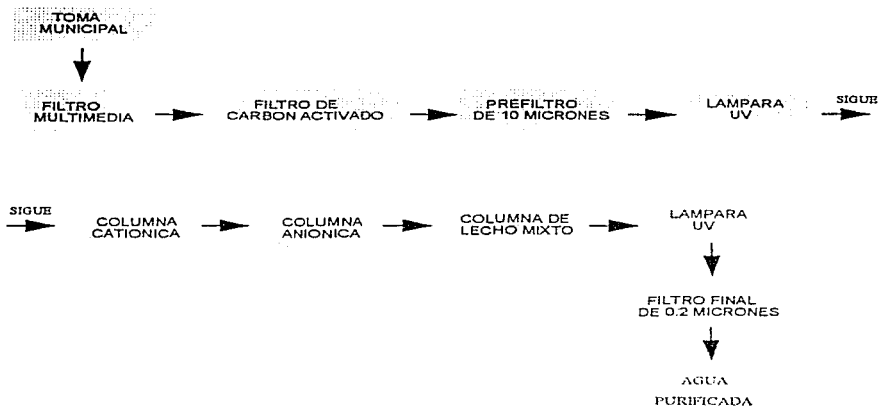 TOMA
MUNICIPAL
FILTRO
MULTIMEDIA
FILTRO DE
CARBON ACTIVADO
PREFILTRO
DE 10 MICRONES
LAMPARA
UV
SIGUE
SIGUE
COLUMNA
CATIONICA
COLUMNA
ANIONICA
COLUMNA DE
LECHO MIXTO
LAMPARA
UV
FILTRO FINAL
DE 0.2 MICRONES
AGUA
PURIFICADA